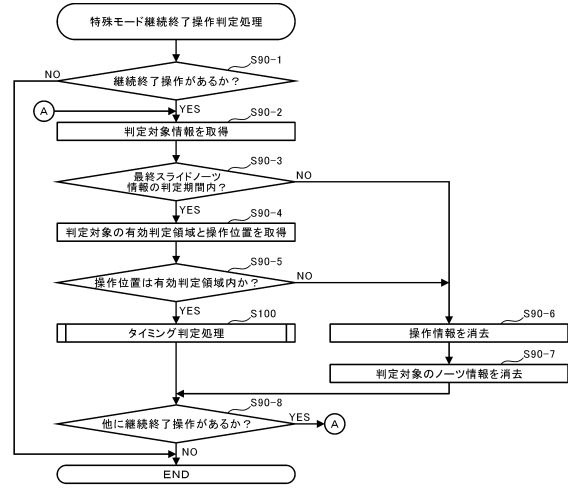 特殊モード継続終了操作判定処理
S90-1
NO
継続終了操作があるか？
A
YES
S90-2
判定対象情報を取得
S90-3
最終スライドノーツ
情報の判定期間内？
NO
YES
S90-4
判定対象の有効判定領域と操作位置を取得
S90-5
操作位置は有効判定領域内か？
NO
YES
S100
タイミング判定処理
S90-6
操作情報を消去
S90-7
判定対象のノーツ情報を消去
S90-8
他に継続終了操作があるか？
YES
A
NO
END